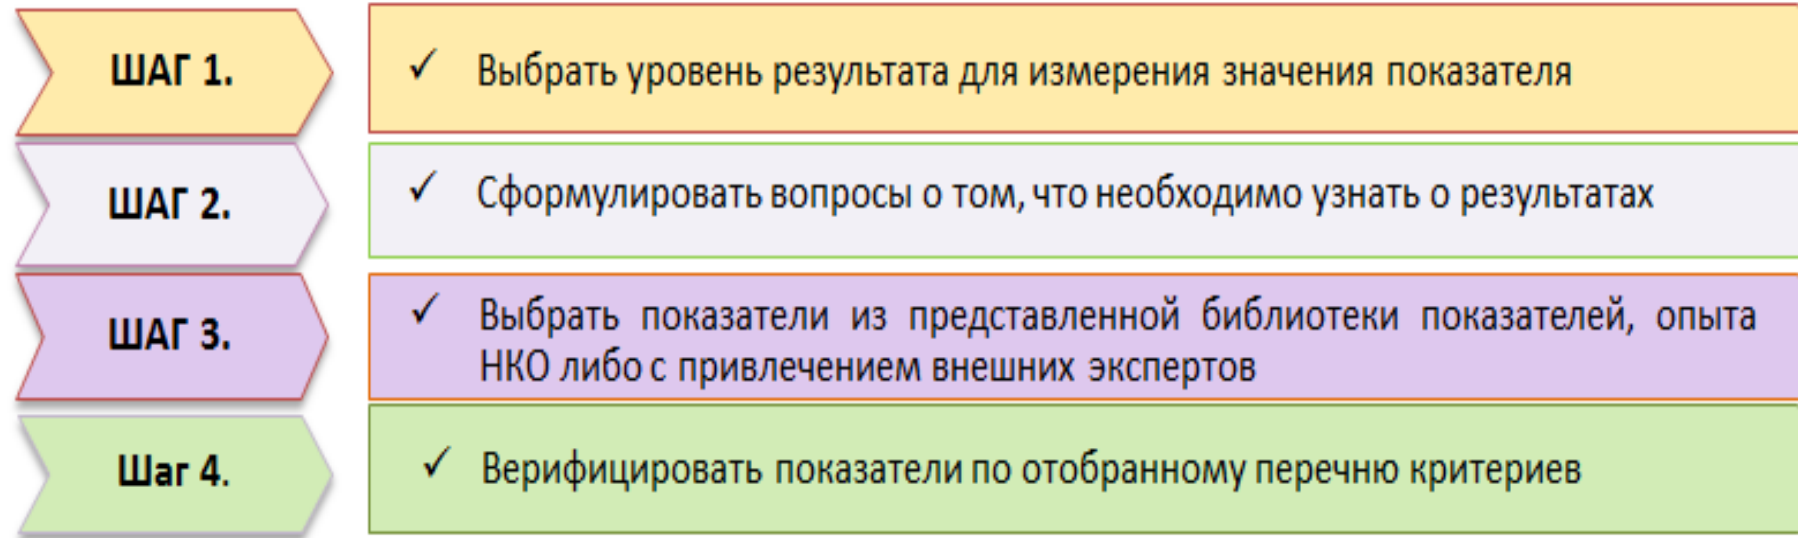 ШАГ 1.
✓ Выбрать уровень результата для измерения значения показателя
ШАГ 2.
✓ Сформулировать вопросы о том, что необходимо узнать о результатах
ШАГ 3.
✓ Выбрать показатели из представленной библиотеки показателей, опыта
НКО либо с привлечением внешних экспертов
Шаг 4.
✓ Верифицировать показатели по отобранному перечню критериев